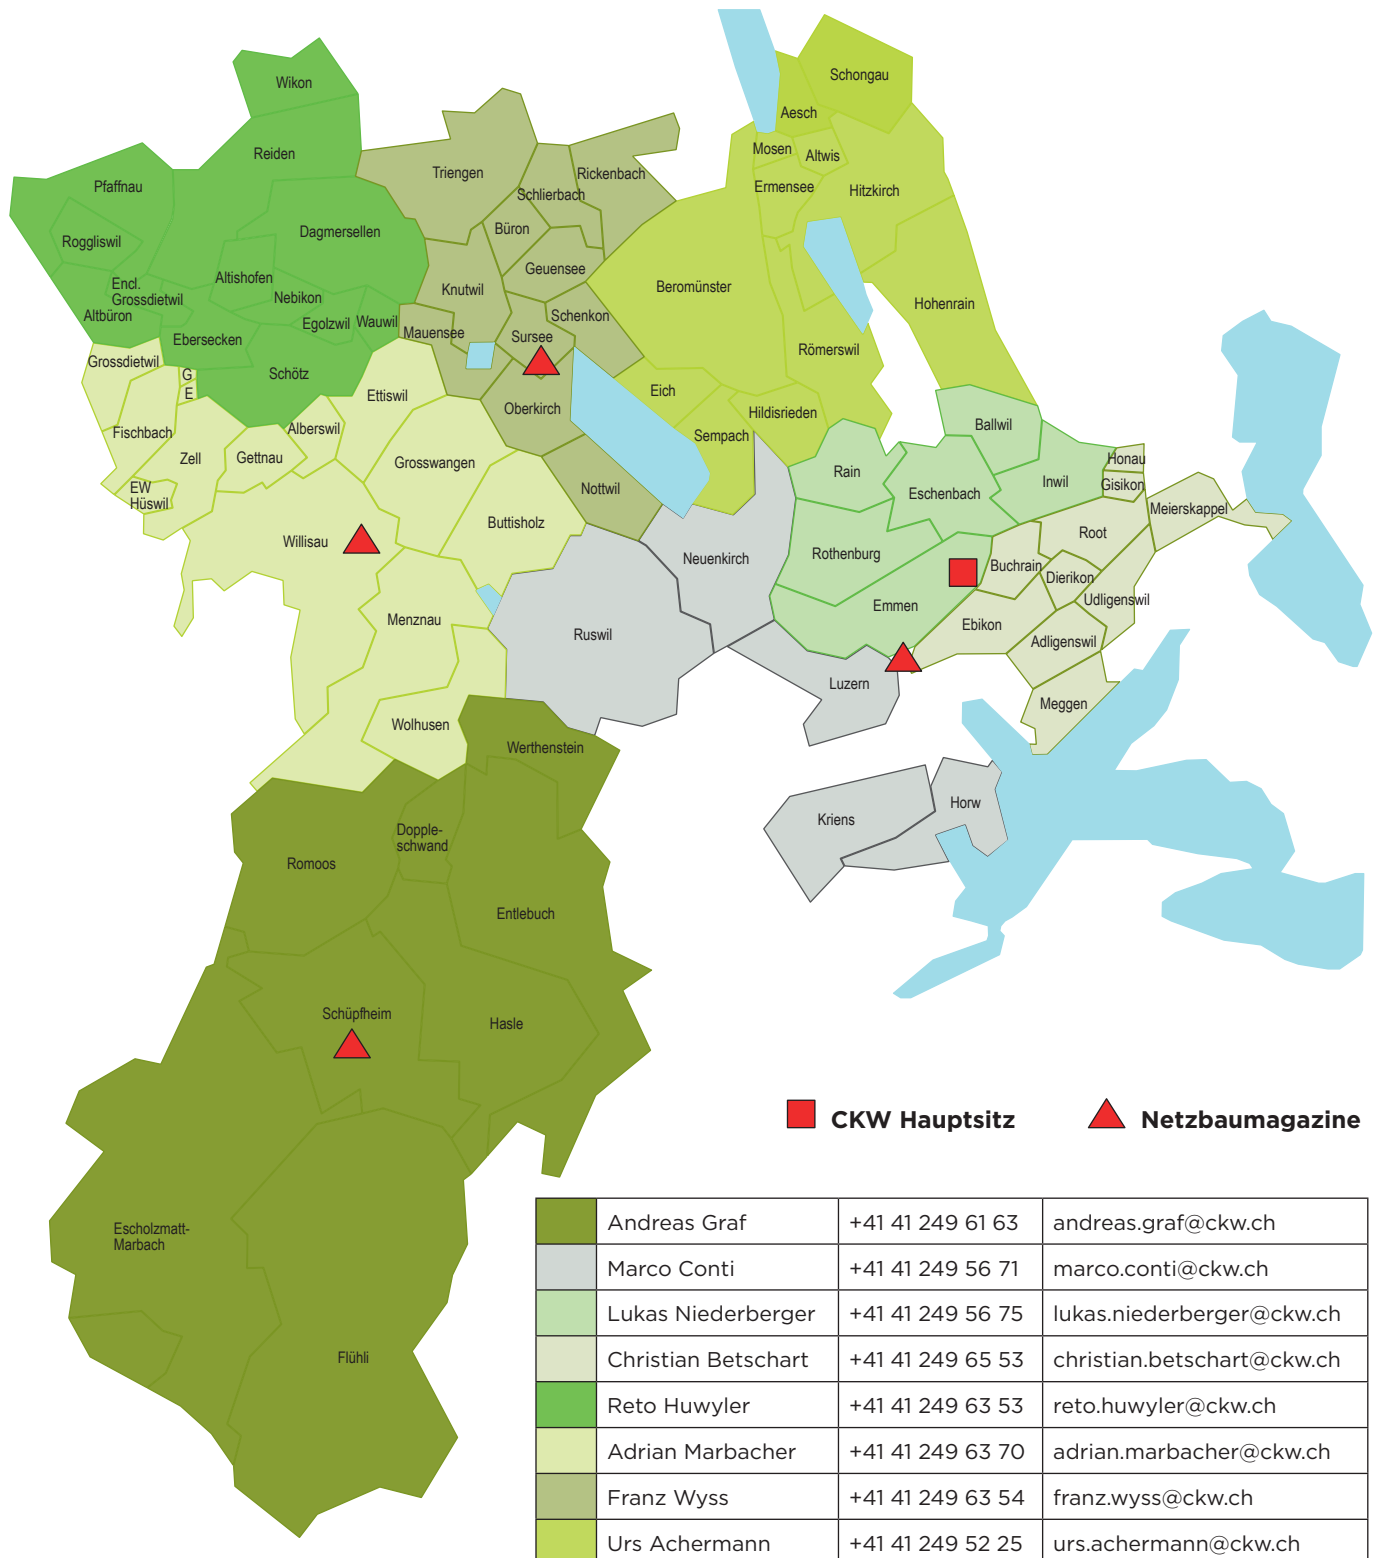 Wikon
Schongau
Aesch
Reiden
Mosen
Altwis
Triengen
Rickenbach
Pfaffnau
Ermensee
Hitzkirch
Schlierbach
Büron
Dagmersellen
Roggliswil
Geuensee
Altishofen
Encl.
Grossdietwil
Knutwil
Beromünster
Nebikon
Hohenrain
Altbüron
Schenkon
Egolzwil
Wauwil
Mauensee
Sursee
Ebersecken
Römerswil
Grossdietwil
G
Schötz
E
Ettiswil
Eich
Oberkirch
Hildisrieden
Ballwil
Fischbach
Alberswil
Sempach
Zell
Gettnau
Grosswangen
Honau
Rain
Inwil
Gisikon
EW
Hüswil
Nottwil
Eschenbach
Meierskappel
Buttisholz
Root
Willisau
Neuenkirch
Rothenburg
Buchrain
Dierikon
Udligenswil
Emmen
Menznau
Ruswil
Ebikon
Adligenswil
Luzern
Meggen
Wolhusen
Werthenstein
Horw
Kriens
Dopple-
schwand
Romoos
Entlebuch
Schüpfheim
Hasle
CKW Hauptsitz
Netzbaumagazine
Escholzmatt-
Marbach
Flühli
Andreas Graf +41 41 249 61 63 andreas.graf@ckw.ch
Marco Conti +41 41 249 56 71 marco.conti@ckw.ch
Lukas Niederberger +41 41 249 56 75 lukas.niederberger@ckw.ch
Christian Betschart +41 41 249 65 53 christian.betschart@ckw.ch
Reto Huwyler +41 41 249 63 53 reto.huwyler@ckw.ch
Adrian Marbacher +41 41 249 63 70 adrian.marbacher@ckw.ch
Franz Wyss +41 41 249 63 54 franz.wyss@ckw.ch
Urs Achermann +41 41 249 52 25 urs.achermann@ckw.ch